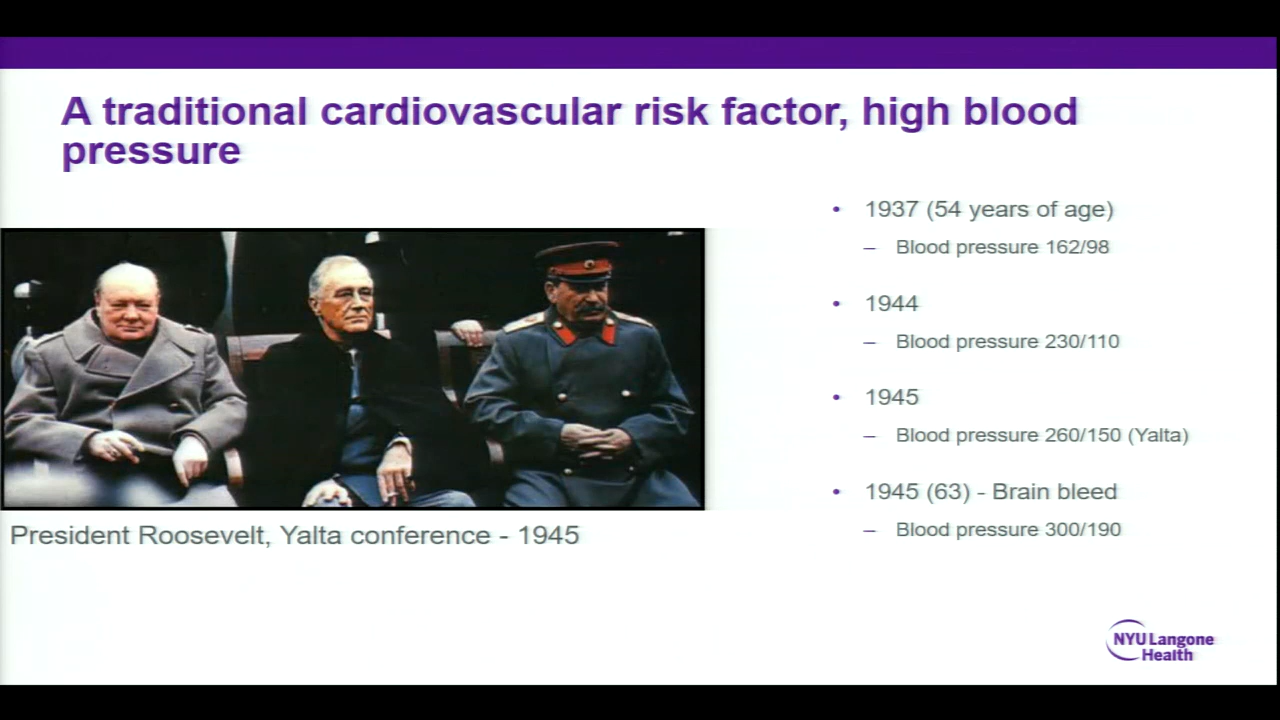 A traditional cardiovascular risk factor, high blood
pressure
• 1937 (54 years of age)
– Blood pressure 162/98
• 1944
– Blood pressure 230/110
• 1945
– Blood pressure 260/150 (Yalta)
• 1945 (63) - Brain bleed
– Blood pressure 300/190
President Roosevelt, Yalta conference - 1945
NYU Langone
Health